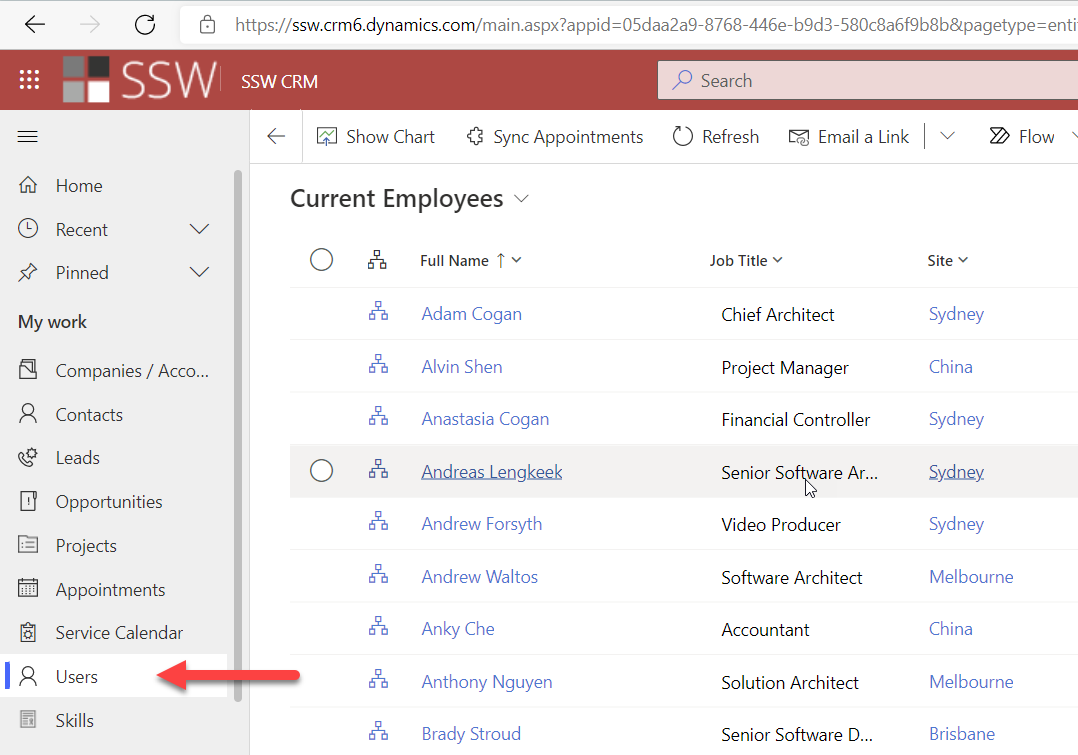 https://ssw.crm6.dynamics.com/main.aspx?appid=05daa2a9-8768-446e-b9d3-580c8a6f9b8b&pagetype=enti
SSW SSW CRM Search
Show Chart Sync Appointments Refresh Email a Link Flow
Home
Recent
Pinned
My work
Companies / Acco...
Contacts
Leads
Opportunities
Projects
Appointments
Service Calendar
Users
Skills
Current Employees
Full Name ↑ Job Title Site
Adam Cogan Chief Architect Sydney
Alvin Shen Project Manager China
Anastasia Cogan Financial Controller Sydney
Andreas Lengkeek Senior Software Ar... Sydney
Andrew Forsyth Video Producer Sydney
Andrew Waltos Software Architect Melbourne
Anky Che Accountant China
Anthony Nguyen Solution Architect Melbourne
Brady Stroud Senior Software D... Brisbane